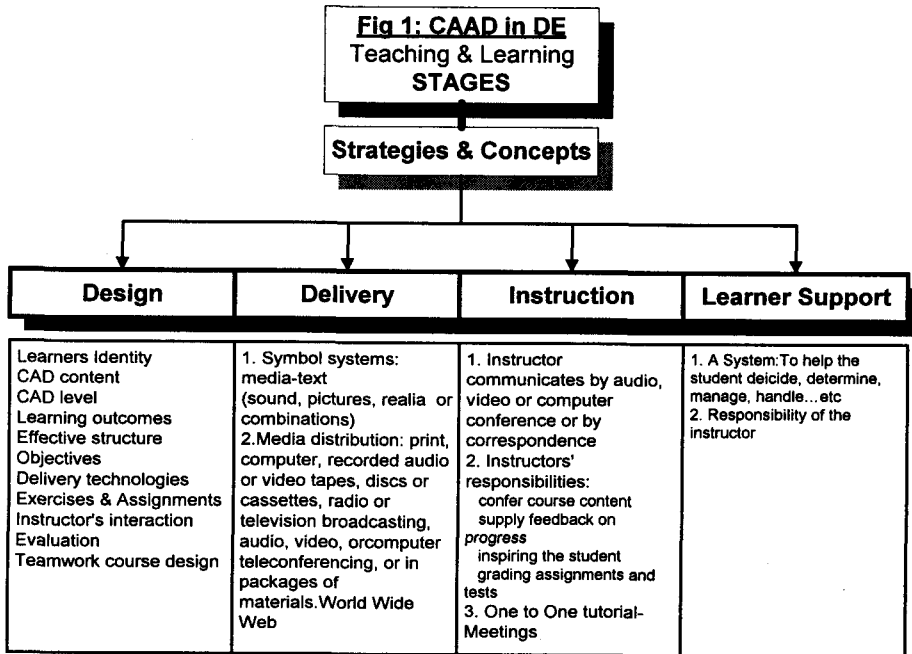 Fig 1: CAAD in DE
Teaching & Learning
STAGES
Strategies & Concepts
Design
Delivery
Instruction
Learner Support
Learners Identity
CAD content
CAD level
Learning outcomes
Effective structure
Objectives
Delivery technologies
Exercises & Assignments
Instructor's interaction
Evaluation
Teamwork course design
1. Symbol systems:
media-text
(sound, pictures, realia or
combinations)
2.Media distribution: print,
computer, recorded audio
or video tapes, discs or
cassettes, radio or
television broadcasting,
audio, video, orcomputer
teleconferencing, or in
packages of
materials.World Wide
Web
1. Instructor
communicates by audio,
video or computer
conference or by
correspondence
2. Instructors'
responsibilities:
confer course content
supply feedback on
progress
inspiring the student
grading assignments and
tests
3. One to One tutorial-
Meetings
1. A System:To help the
student deicide, determine,
manage, handle...etc
2. Responsibility of the
instructor